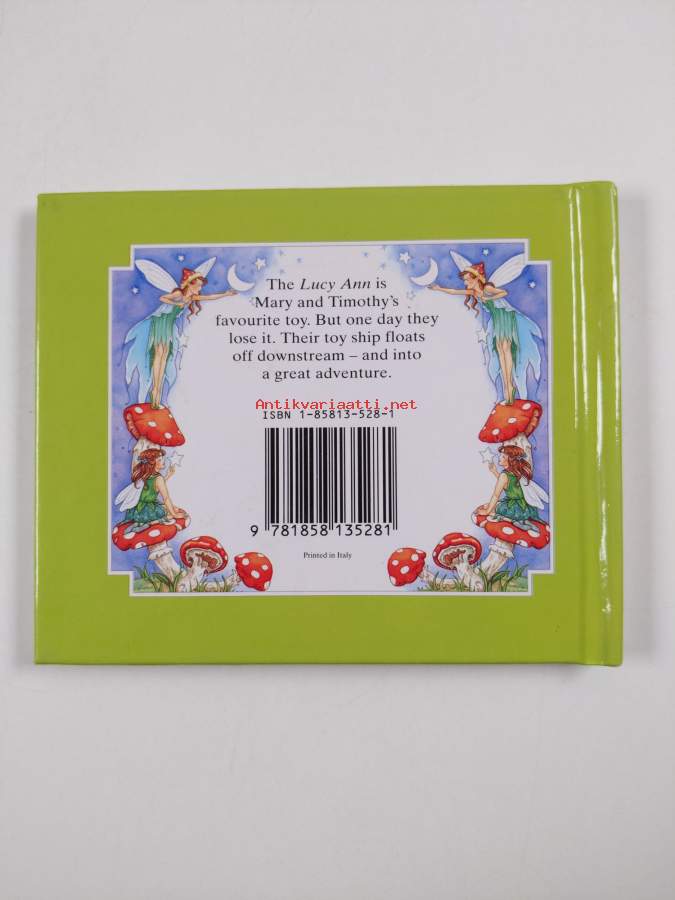 The Lucy Ann is
Mary and Timothy's
favourite toy. But one day they
lose it. Their toy ship floats
off downstream – and into
a great adventure.
Antikvariaatti.net
ISBN 1-85813-528-1
9 781858 135281
Printed in Italy